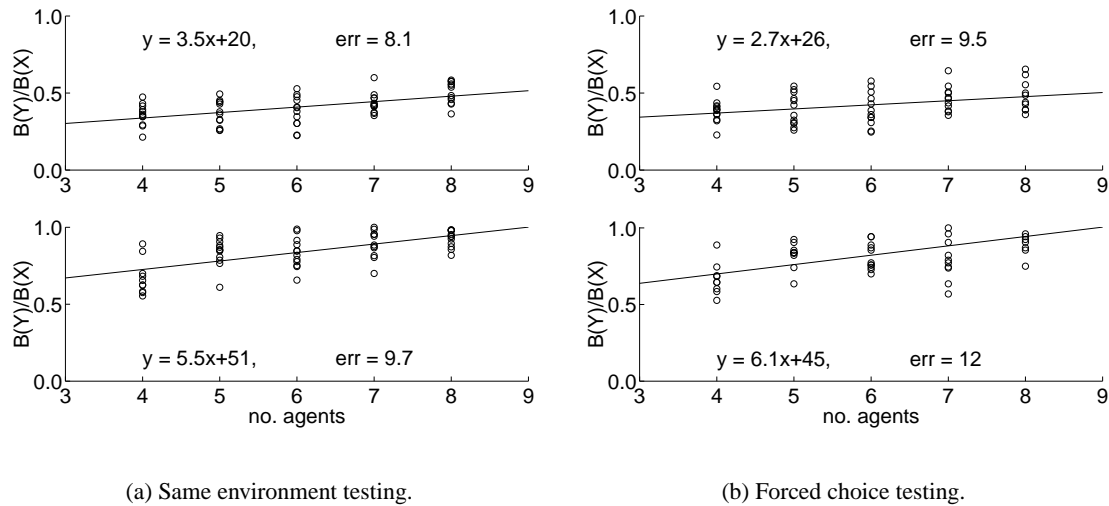 1.0
y = 3.5x+20, err = 8.1
B(Y)/B(X)
0.5
0.0
3 4 5 6 7 8 9
1.0
B(Y)/B(X)
0.5
y = 5.5x+51, err = 9.7
0.0
3 4 5 6 7 8 9
no. agents
(a) Same environment testing.
1.0
y = 2.7x+26, err = 9.5
B(Y)/B(X)
0.5
0.0
3 4 5 6 7 8 9
1.0
B(Y)/B(X)
0.5
y = 6.1x+45, err = 12
0.0
3 4 5 6 7 8 9
no. agents
(b) Forced choice testing.